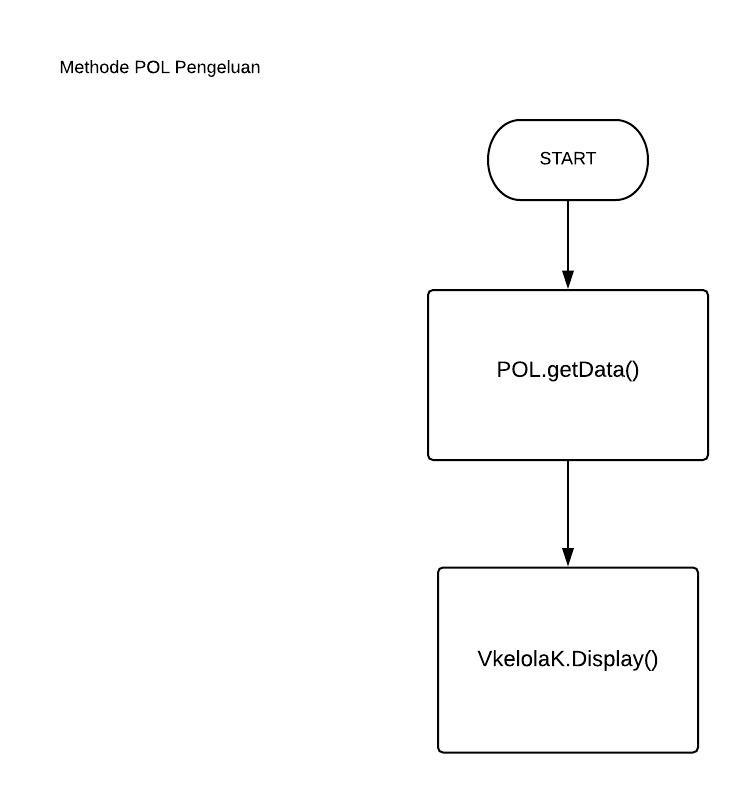 Methode POL Pengeluan
START
POL.getData()
VkelolaK.Display()